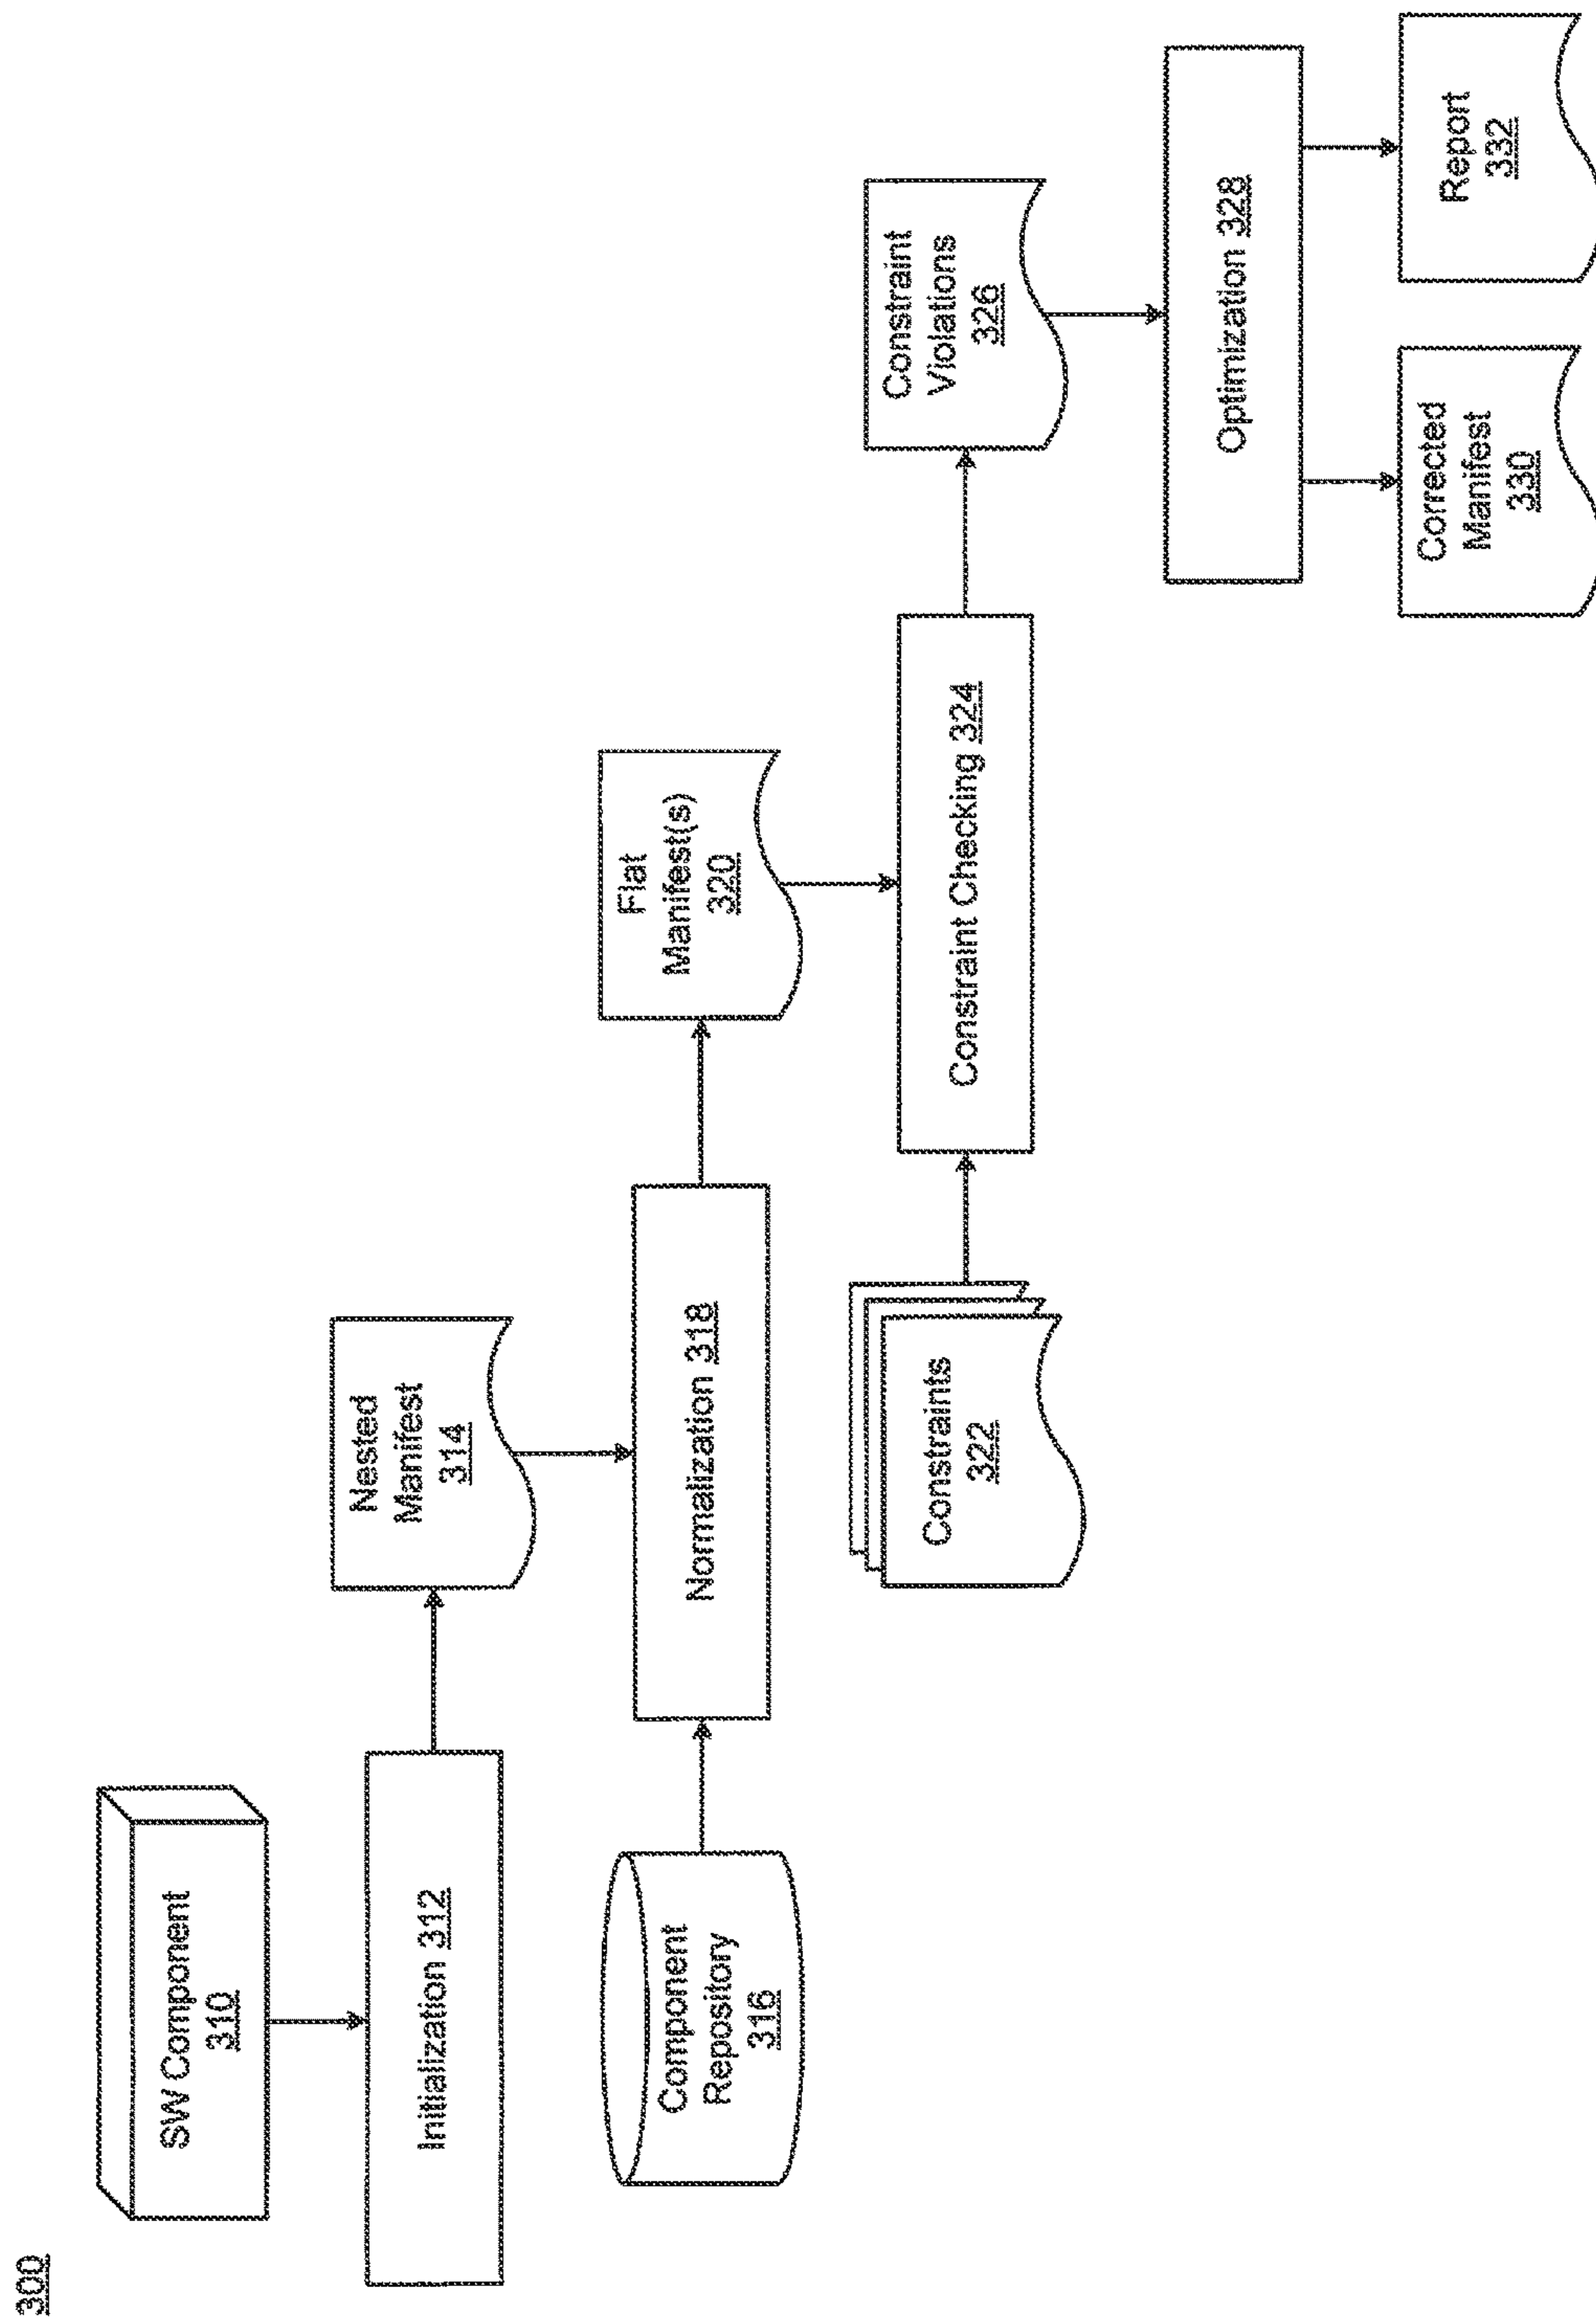 300
SW Component
310
Initialization 312
Nested
Manifest
314
Component
Repository
316
Normalization 318
Flat
Manifest(s)
320
Constraints
322
Constraint Checking 324
Constraint
Violations
326
Optimization 328
Corrected
Manifest
330
Report
332